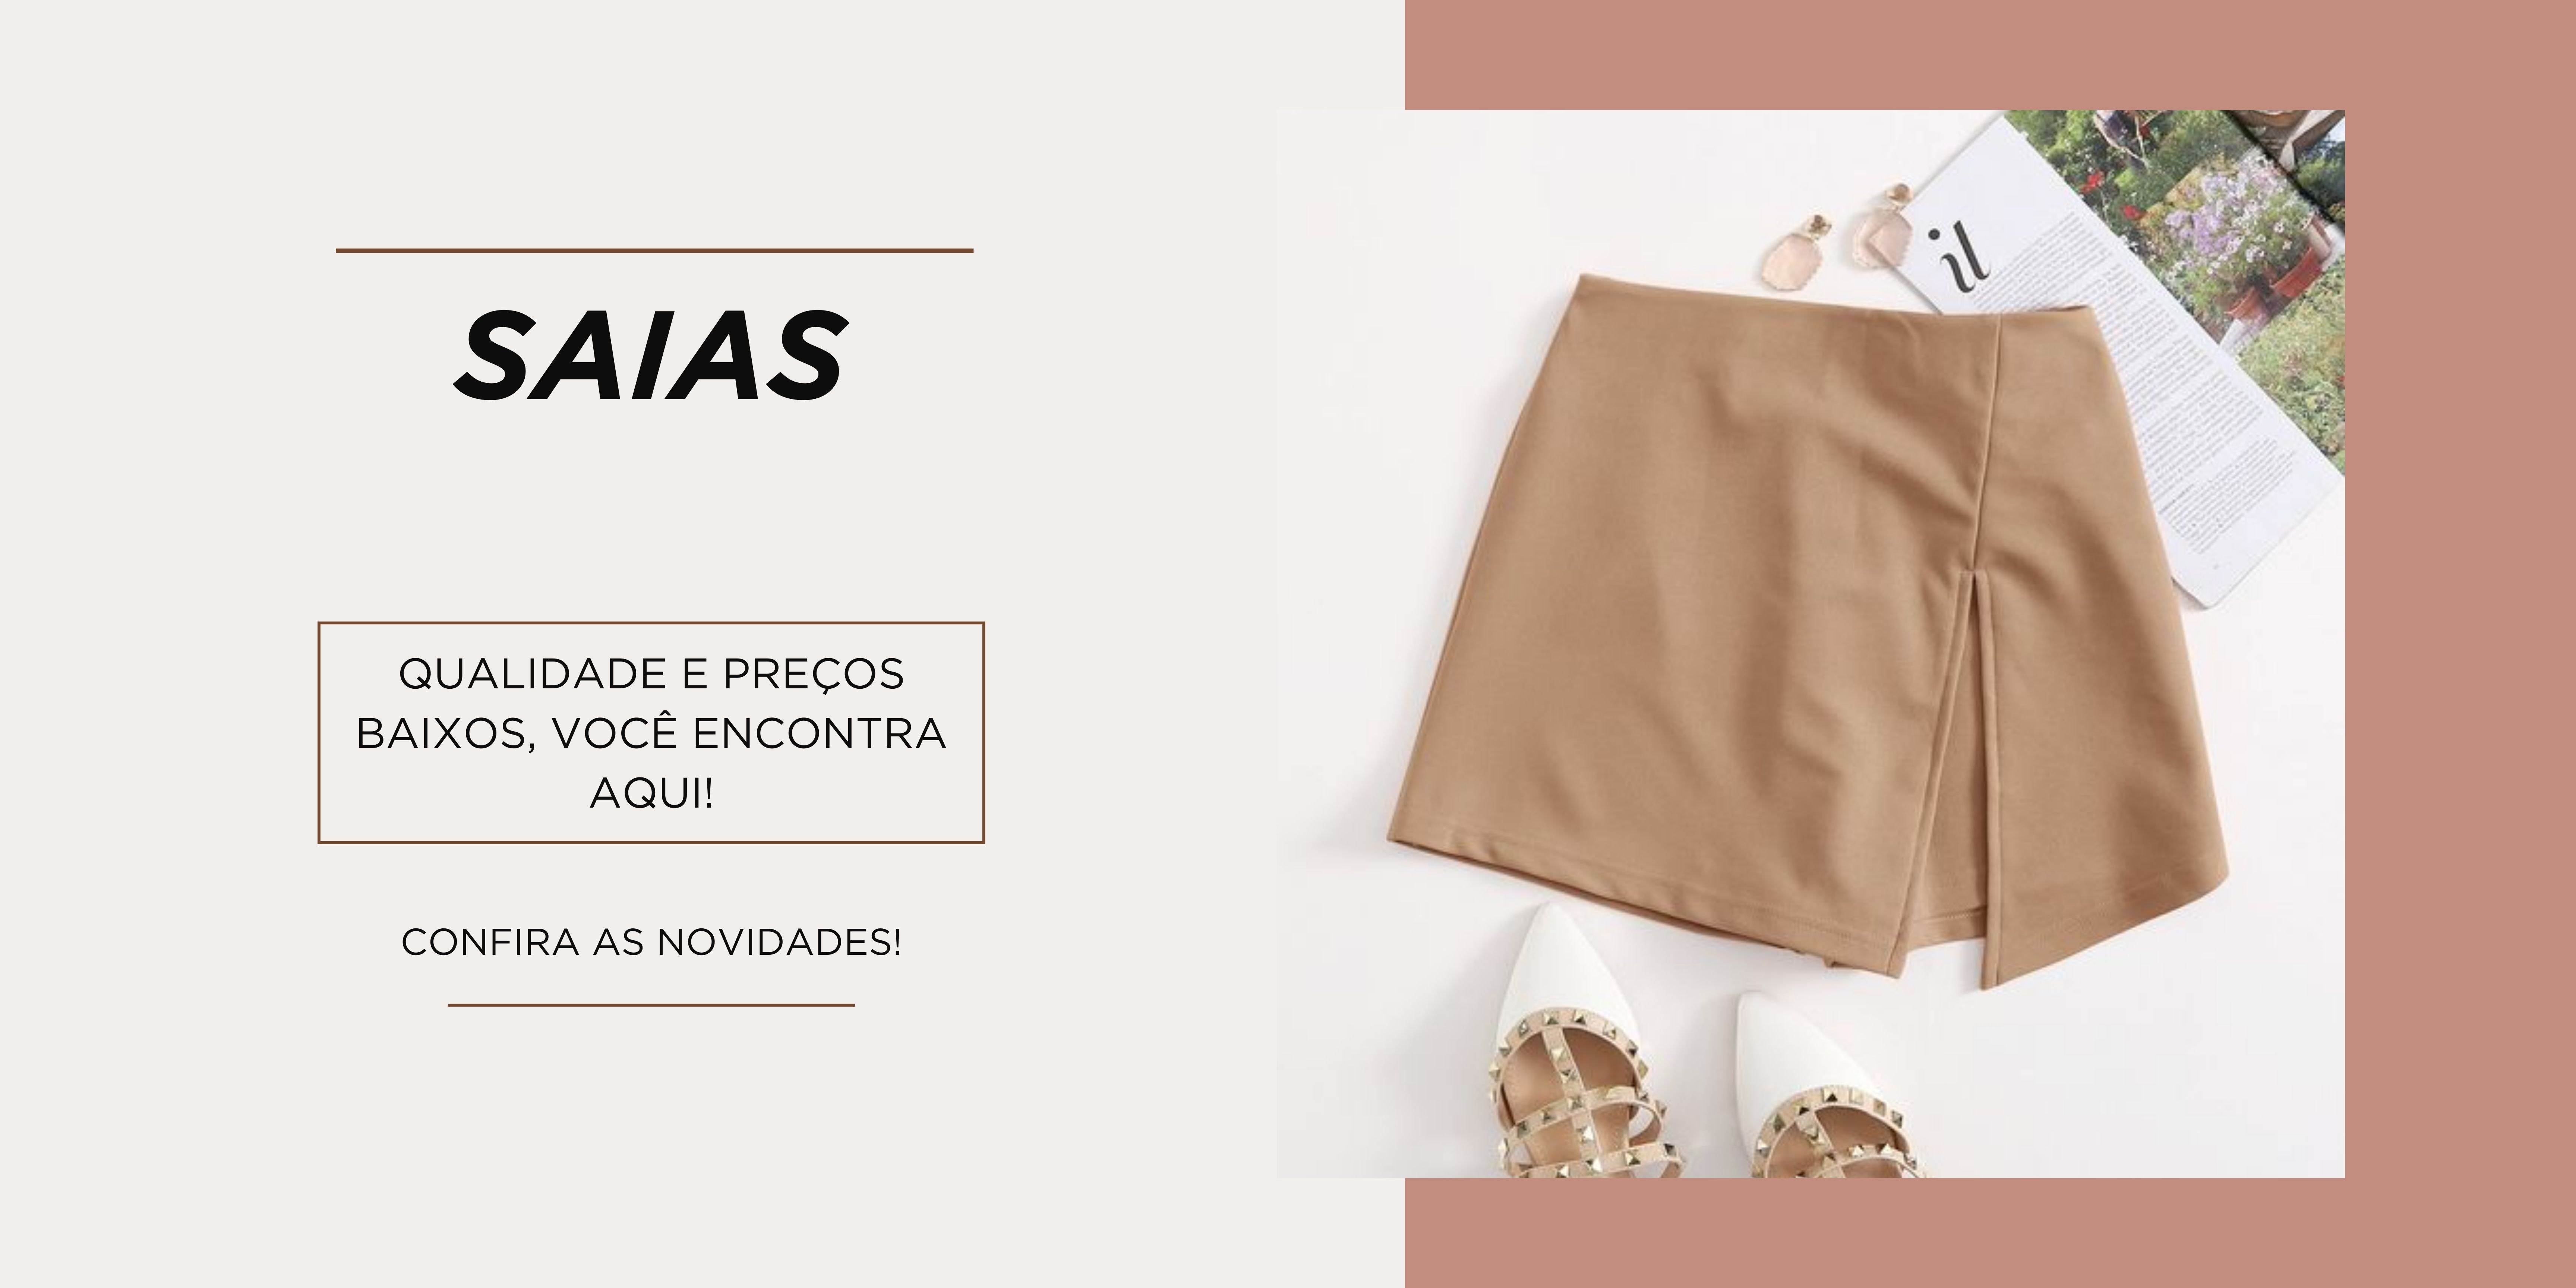 SAIAS
QUALIDADE E PREÇOS
BAIXOS, VOCÊ ENCONTRA
AQUI!
CONFIRA AS NOVIDADES!
il